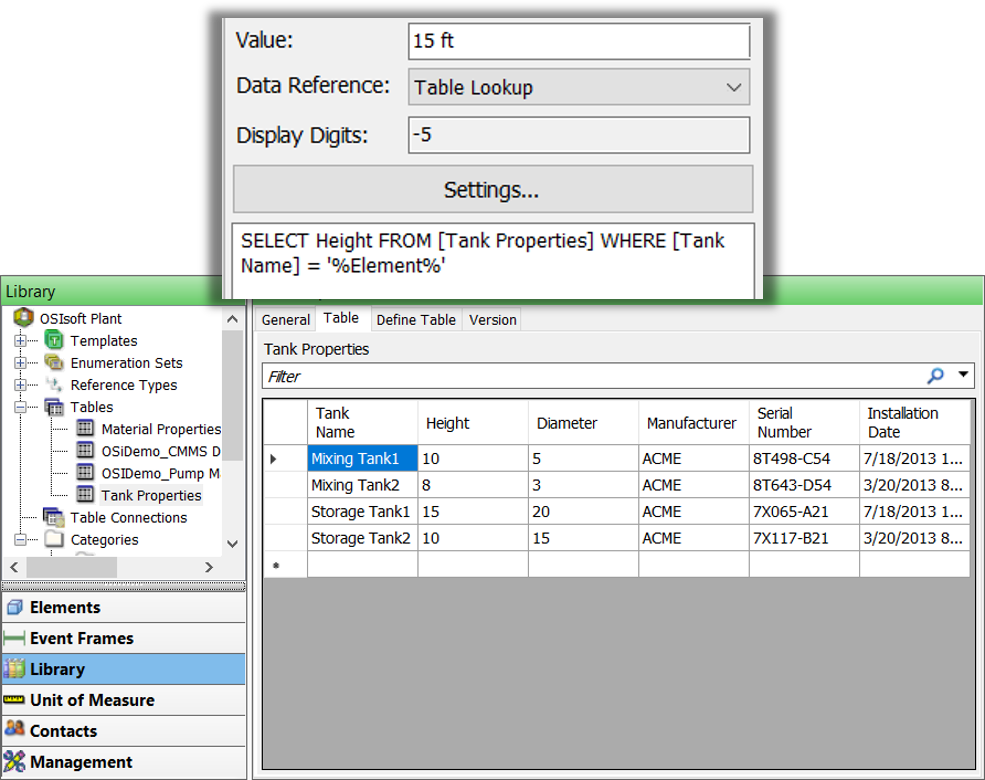 Value:
15 ft
Data Reference:
Table Lookup
Display Digits:
-5
Settings...
SELECT Height FROM [Tank Properties] WHERE [Tank
Name] = '%Element%'
Library
OSIsoft Plant
Templates
Enumeration Sets
Reference Types
Tables
Material Properties
OSiDemo_CMMS D
OSIDemo_Pump M
Tank Properties
Table Connections
Categories
Elements
Event Frames
Library
Unit of Measure
Contacts
Management
General Table Define Table Version
Tank Properties
Filter
Tank Name Height Diameter Manufacturer Serial Number Installation Date
Mixing Tank1 10 5 ACME 8T498-C54 7/18/2013 1...
Mixing Tank2 8 3 ACME 8T643-D54 3/20/2013 8...
Storage Tank1 15 20 ACME 7X065-A21 7/18/2013 1...
Storage Tank2 10 15 ACME 7X117-B21 3/20/2013 8...